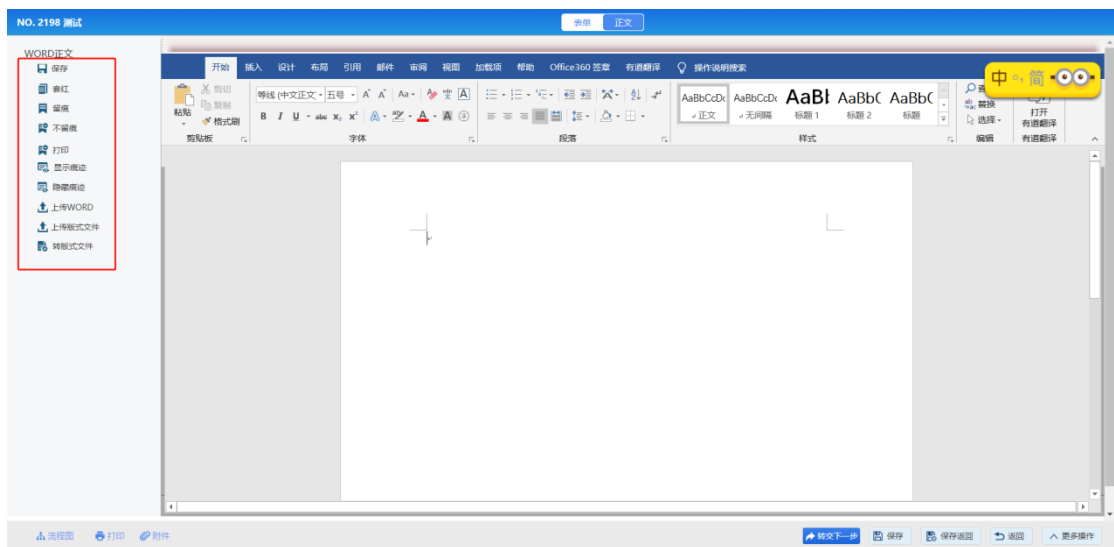 NO. 2198 测试
表单 正文
WORD正文
保存
套红
留痕
不留痕
打印
显示痕迹
隐藏痕迹
上传WORD
上传版式文件
转版式文件
开始 插入 设计 布局 引用 邮件 审阅 视图 加载项 帮助 Office360 签章 有道翻译 操作说明搜索
粘贴
剪切
复制
格式刷
剪贴板
等线 (中文正文 五号 Aa
B I U abc X₂ X² A
字体
段落
AaBbCcDc AaBbCcDc AaBl AaBbC AaBbC
正文 无间隔 标题 1 标题 2 标题
样式
替换
选择
编辑
打开
有道翻译
有道翻译
中 °, 简
流程图 打印 附件
转交下一步 保存 保存返回 返回 更多操作